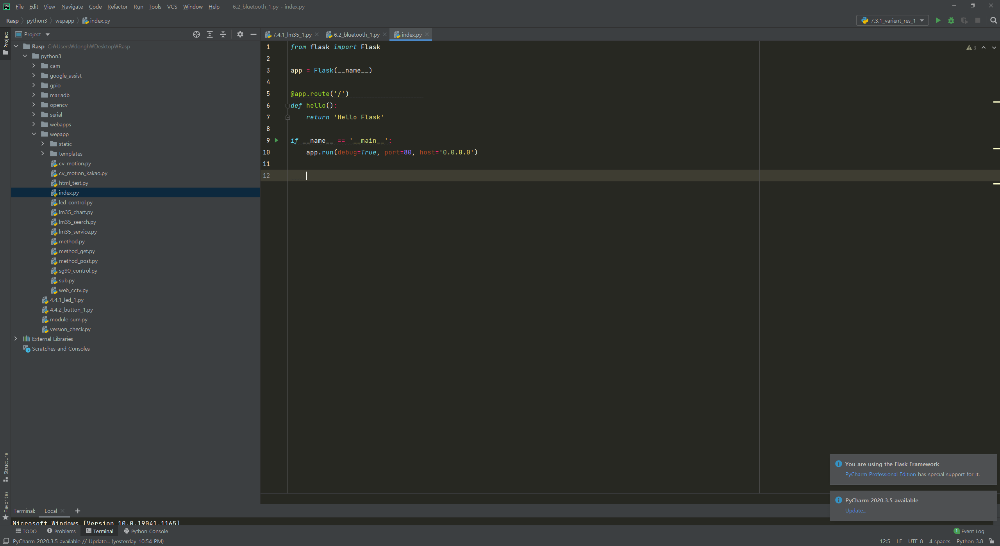 PC File Edit View Navigate Code Refactor Run Tools VCS Window Help 6.2_bluetooth_1.py - index.py
Rasp python3 wepapp index.py 7.3.1_varient_res_1
Project
Project 7.4.1_lm35_1.py 6.2_bluetooth_1.py index.py
Rasp C:₩Users₩dongh₩Desktop₩Rasp
python3
cam
google_assist
gpio
mariadb
opencv
serial
webapps
wepapp
static
templates
cv_motion.py
cv_motion_kakao.py
html_test.py
index.py
led_control.py
lm35_chart.py
lm35_search.py
lm35_service.py
method.py
method_get.py
method_post.py
sg90_control.py
sub.py
web_cctv.py
4.4.1_led_1.py
4.4.2_button_1.py
module_sum.py
version_check.py
External Libraries
Scratches and Consoles
1 from flask import Flask
2
3 app = Flask(__name__)
4
5 @app.route('/')
6 def hello():
7     return 'Hello Flask'
8
9 if __name__ == '__main__':
10     app.run(debug=True, port=80, host='0.0.0.0')
11
12
3
Structure
Favorites
You are using the Flask Framework
PyCharm Professional Edition has special support for it.
PyCharm 2020.3.5 available
Update...
Terminal: Local
Microsoft Windows [Version 10.0.19041.1165]
TODO Problems Terminal Python Console 1 Event Log
PyCharm 2020.3.5 available // Update... (yesterday 10:54 PM) 12:5 LF UTF-8 4 spaces Python 3.8